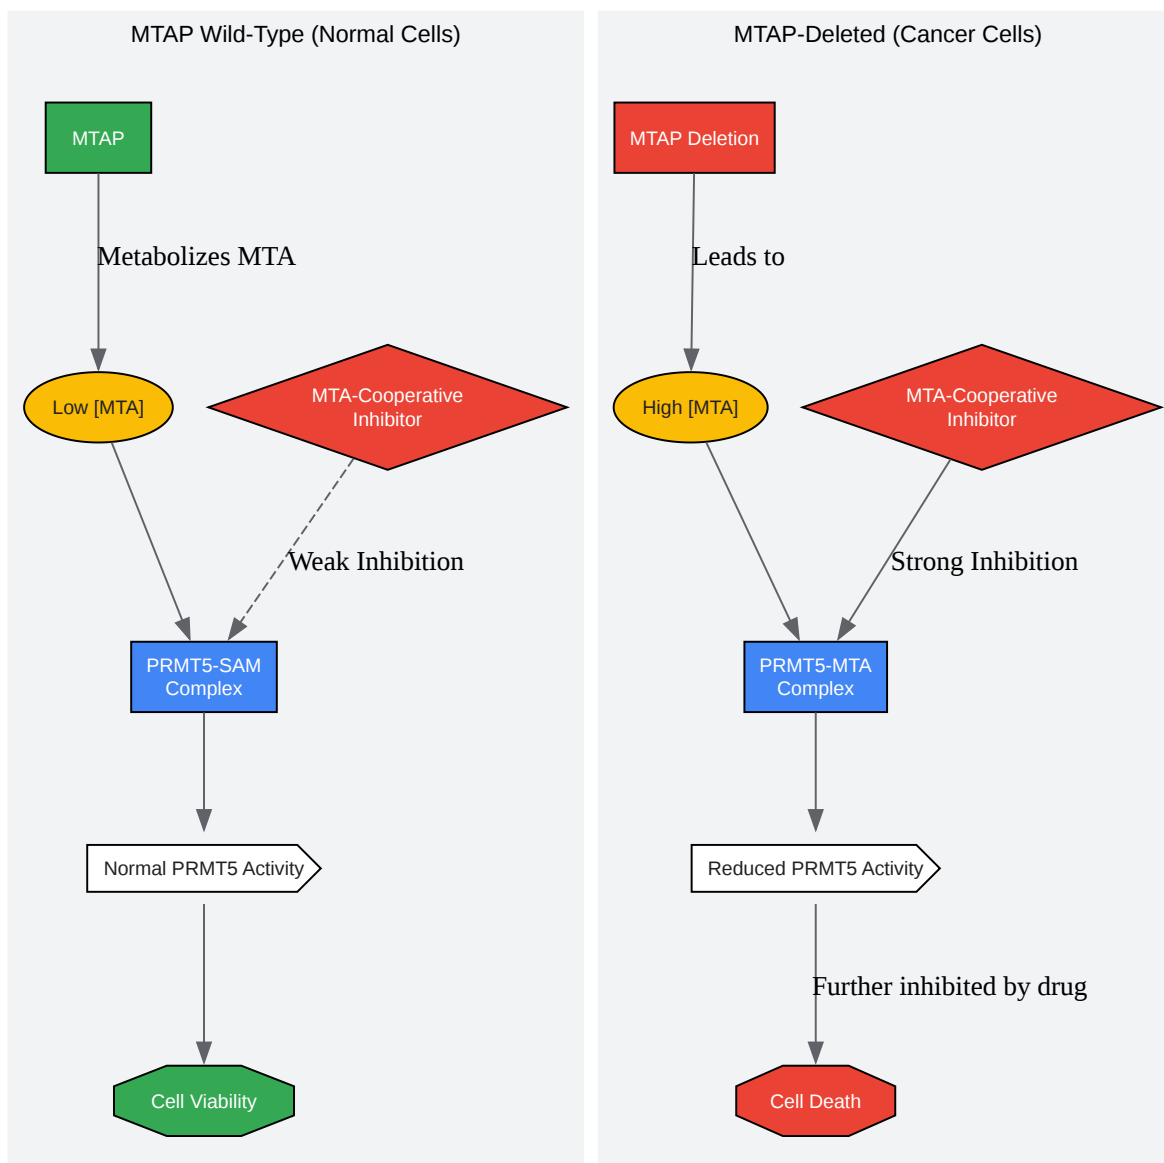 MTAP Wild-Type (Normal Cells)
MTAP
Metabolizes MTA
Low [MTA]
MTA-Cooperative
Inhibitor
Weak Inhibition
PRMT5-SAM
Complex
Normal PRMT5 Activity
Cell Viability
MTAP-Deleted (Cancer Cells)
MTAP Deletion
Leads to
High [MTA]
MTA-Cooperative
Inhibitor
Strong Inhibition
PRMT5-MTA
Complex
Reduced PRMT5 Activity
Further inhibited by drug
Cell Death